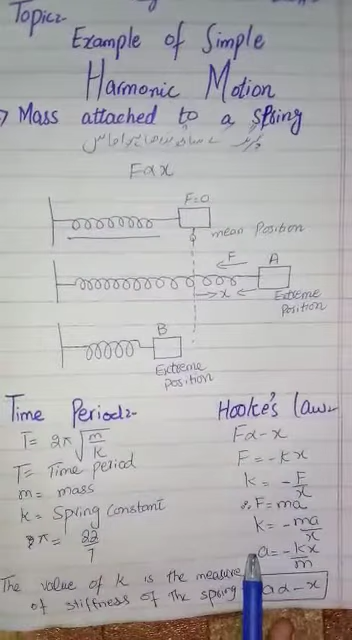 Topic:-
Example of Simple
Harmonic Motion
Mass attached to a spring
F α x
F=0
mean Position
F
A
x
Extreme
Position
B
Extreme
position
Time Period:-
T = 2π√m/k
T = Time period
m = mass
k = Spring Constant
π = 22/7
The value of k is the measure
of stiffness of the spring
Hooke's law:-
F α - x
F = - kx
k = - F/x
∴ F = ma
k = - ma/x
a = - kx/m
a α - x